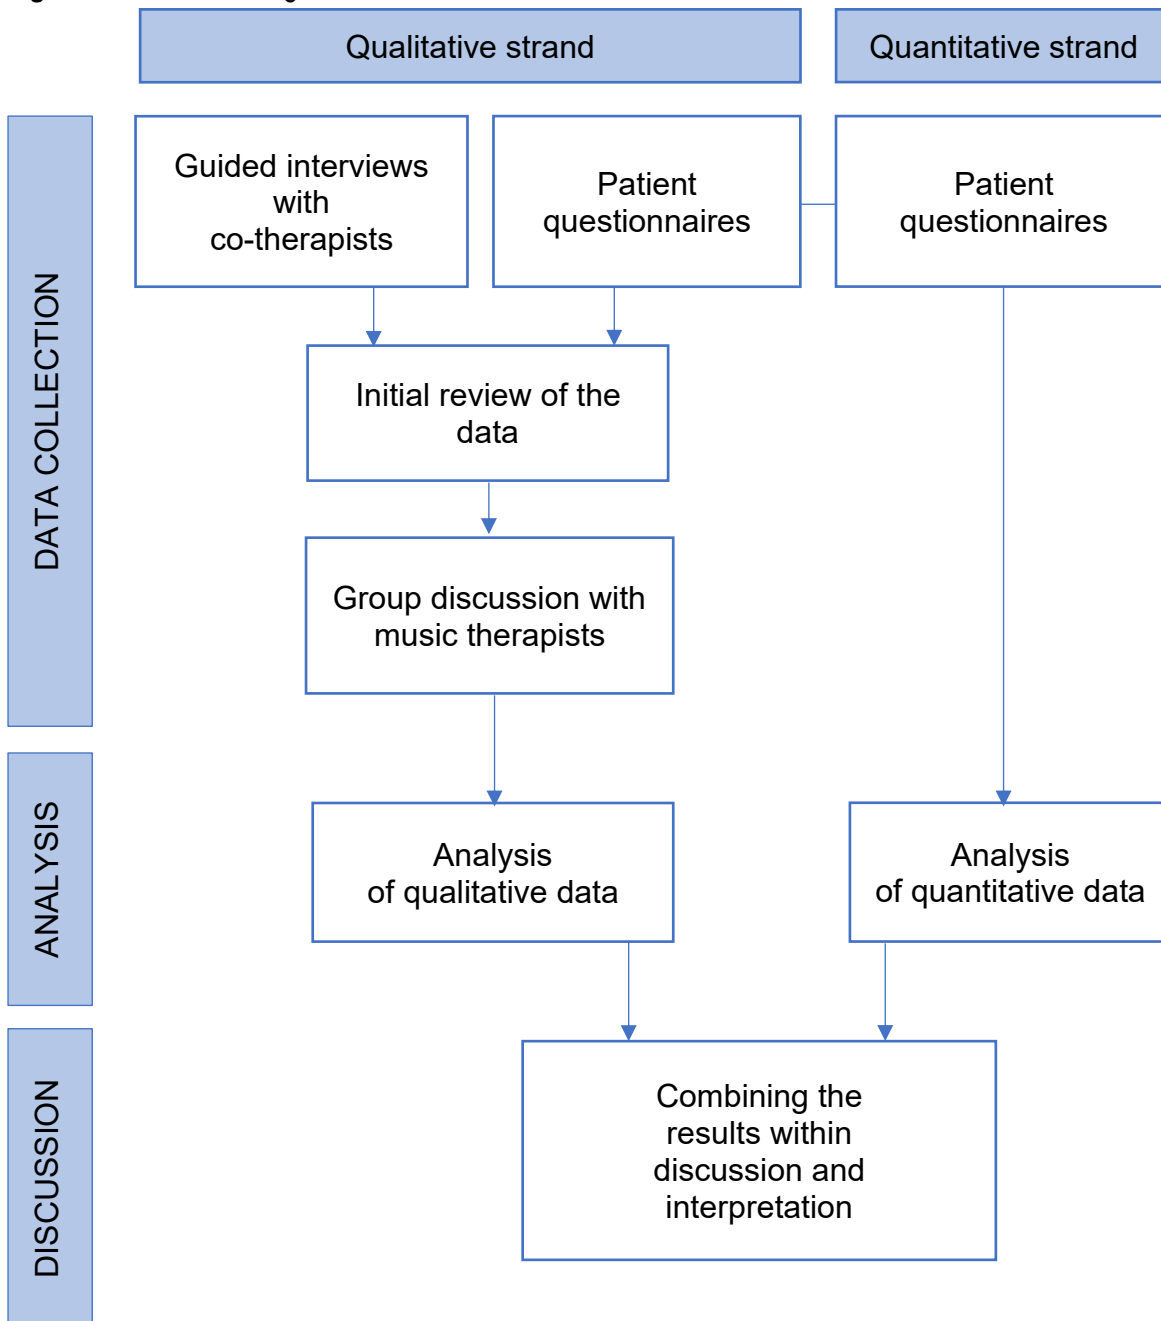 Qualitative strand
Quantitative strand
DATA COLLECTION
Guided interviews
with
co-therapists
Patient
questionnaires
Patient
questionnaires
Initial review of the
data
Group discussion with
music therapists
ANALYSIS
Analysis
of qualitative data
Analysis
of quantitative data
DISCUSSION
Combining the
results within
discussion and
interpretation